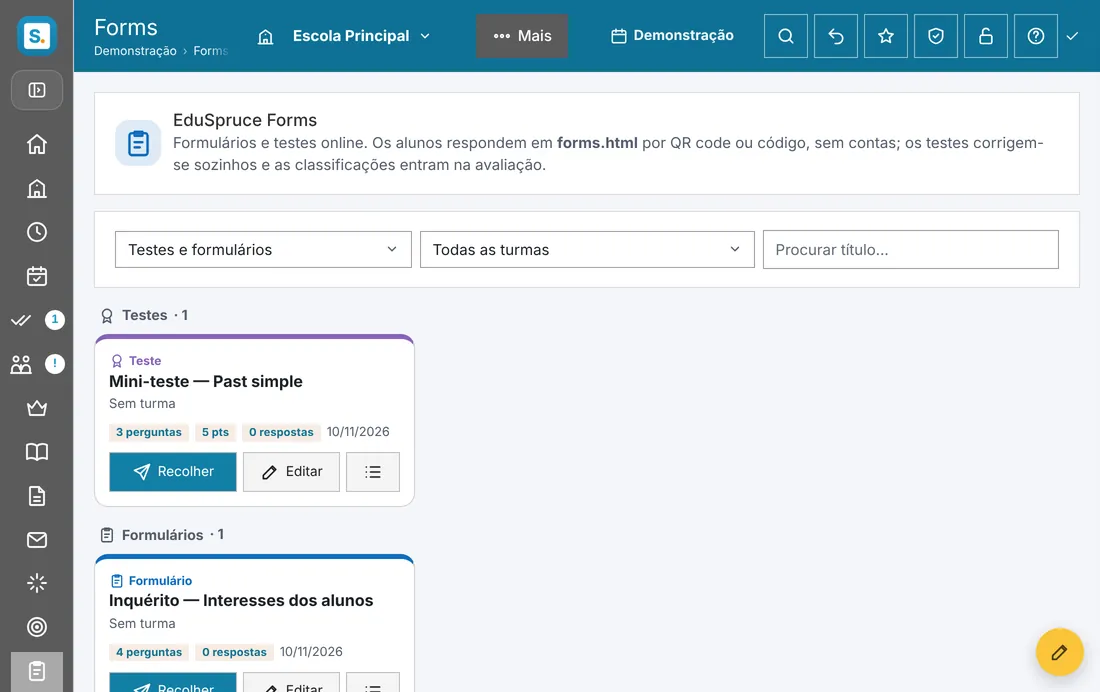 S.
Forms
Demonstração › Forms
Escola Principal
Mais
Demonstração
EduSpruce Forms
Formulários e testes online. Os alunos respondem em forms.html por QR code ou código, sem contas; os testes corrigem-
se sozinhos e as classificações entram na avaliação.
Testes e formulários
Todas as turmas
Procurar título...
1
!
Testes · 1
Teste
Mini-teste — Past simple
Sem turma
3 perguntas 5 pts 0 respostas 10/11/2026
Recolher Editar
Formulários · 1
Formulário
Inquérito — Interesses dos alunos
Sem turma
4 perguntas 0 respostas 10/11/2026
Recolher Editar